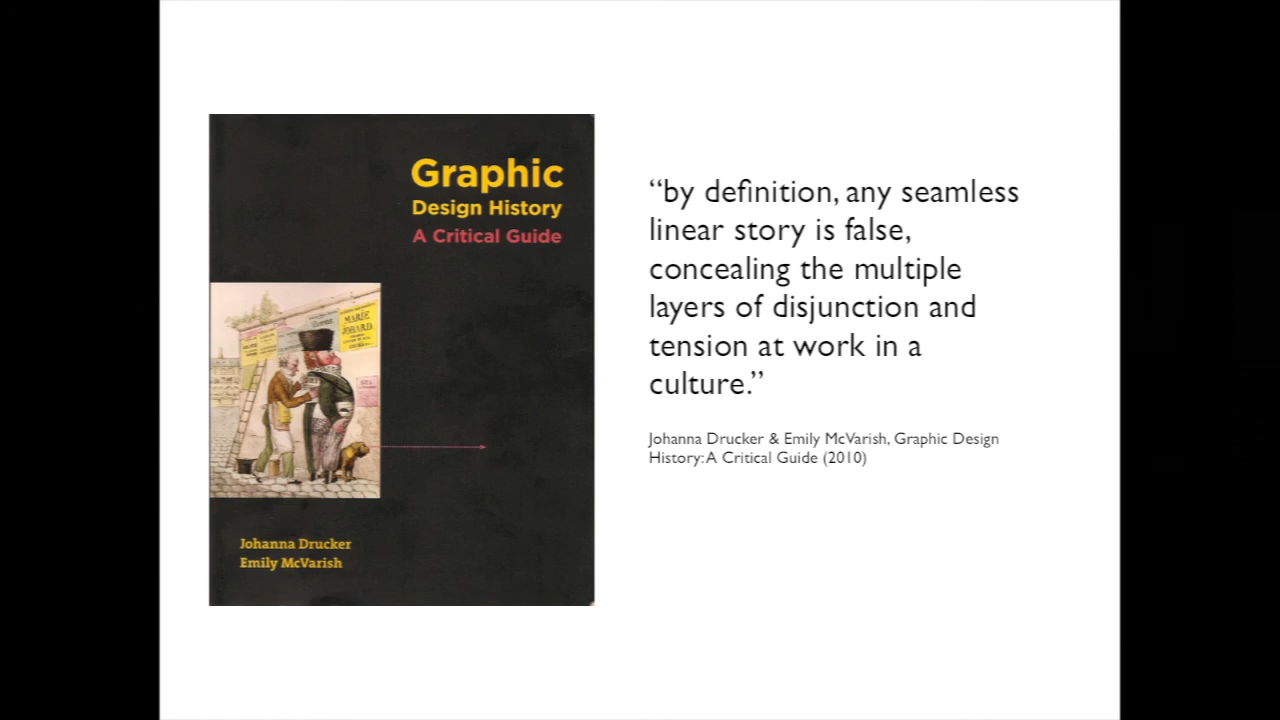 Graphic
Design History
A Critical Guide
MARIE
JOBARD
Johanna Drucker
Emily McVarish
“by definition, any seamless
linear story is false,
concealing the multiple
layers of disjunction and
tension at work in a
culture.”
Johanna Drucker & Emily McVarish, Graphic Design
History: A Critical Guide (2010)